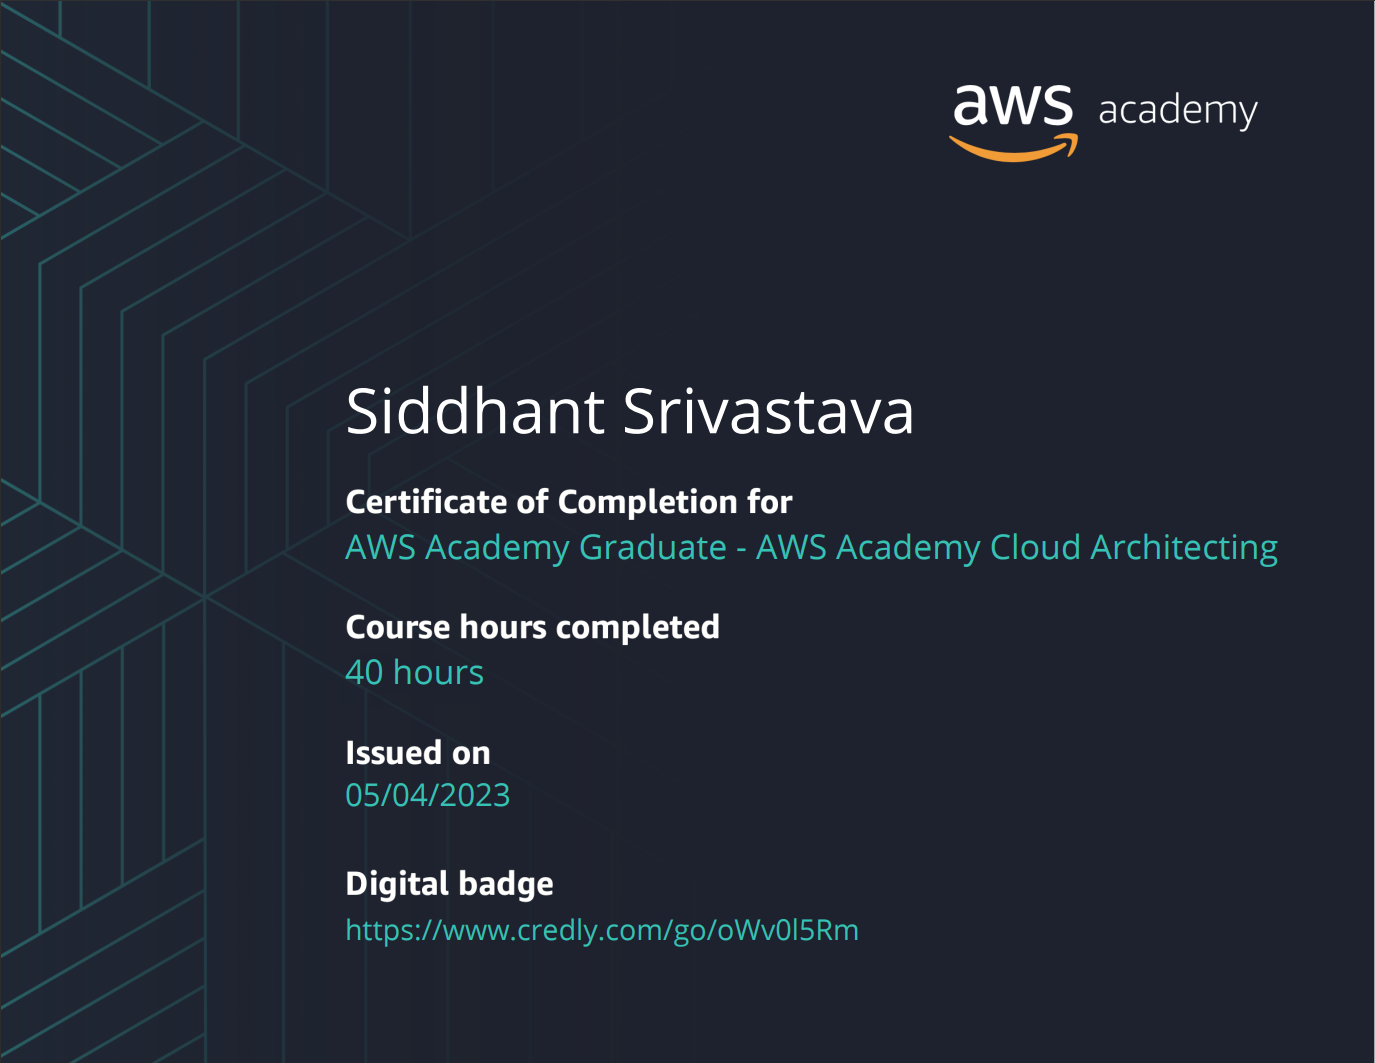 aws academy
Siddhant Srivastava
Certificate of Completion for
AWS Academy Graduate - AWS Academy Cloud Architecting
Course hours completed
40 hours
Issued on
05/04/2023
Digital badge
https://www.credly.com/go/oWv0l5Rm